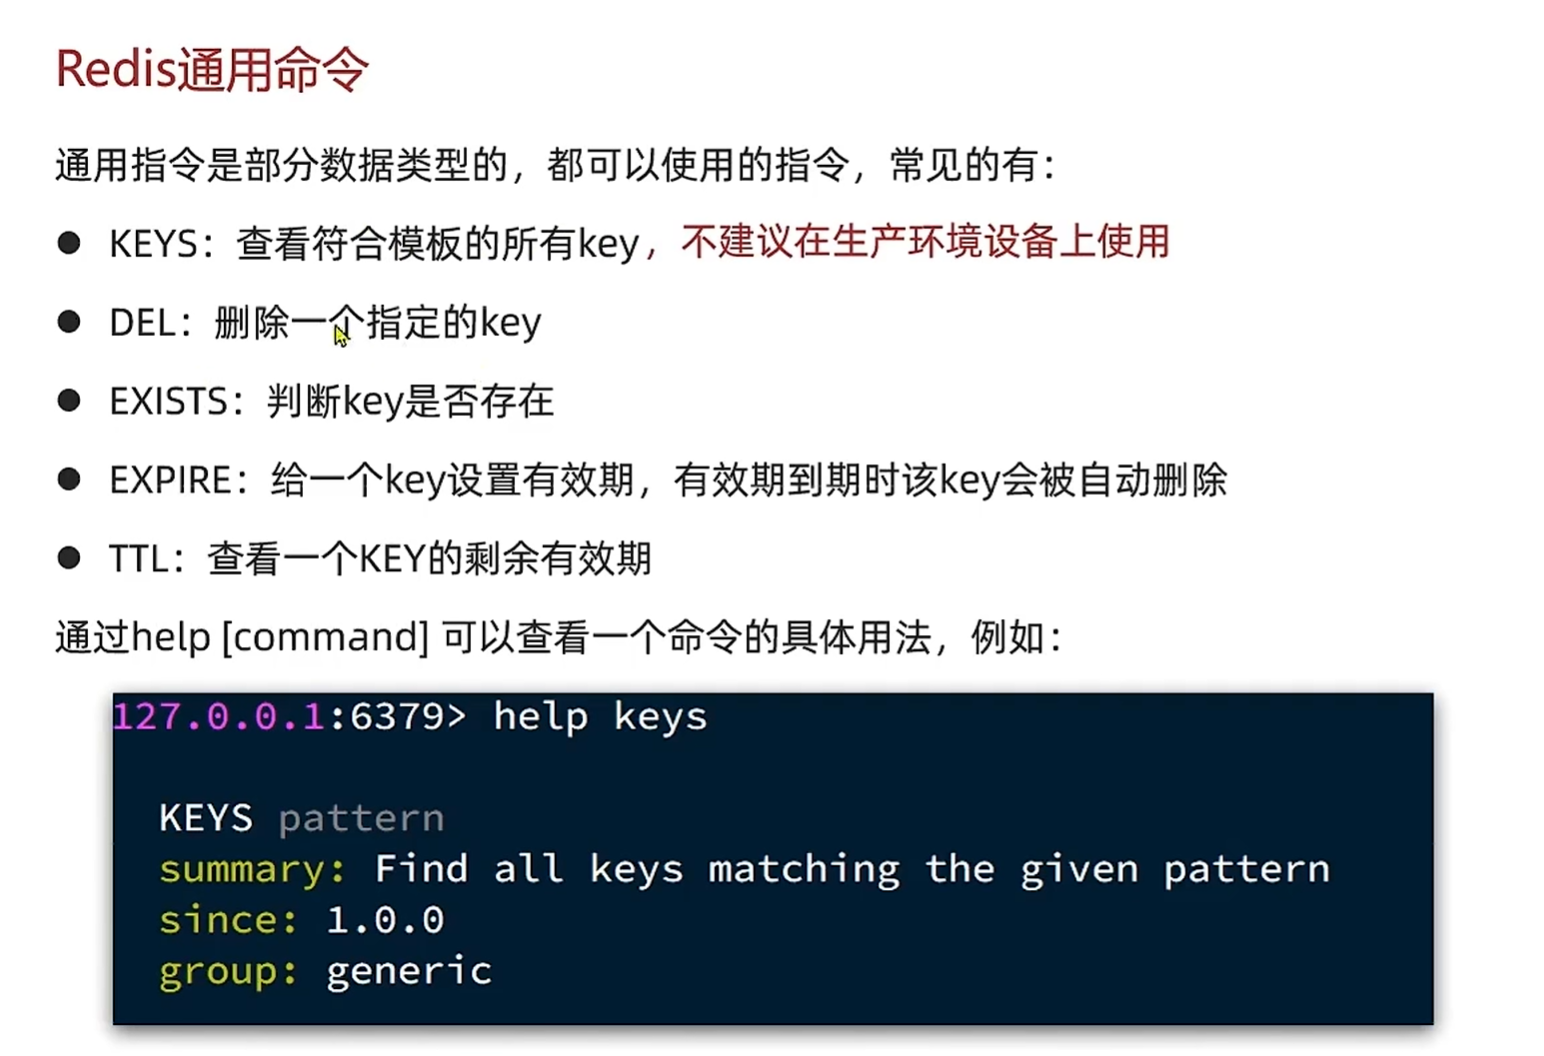 Redis通用命令
通用指令是部分数据类型的，都可以使用的指令，常见的有：
● KEYS：查看符合模板的所有key，不建议在生产环境设备上使用
● DEL：删除一个指定的key
● EXISTS：判断key是否存在
● EXPIRE：给一个key设置有效期，有效期到期时该key会被自动删除
● TTL：查看一个KEY的剩余有效期
通过help [command] 可以查看一个命令的具体用法，例如：
127.0.0.1:6379> help keys
KEYS pattern
summary: Find all keys matching the given pattern
since: 1.0.0
group: generic